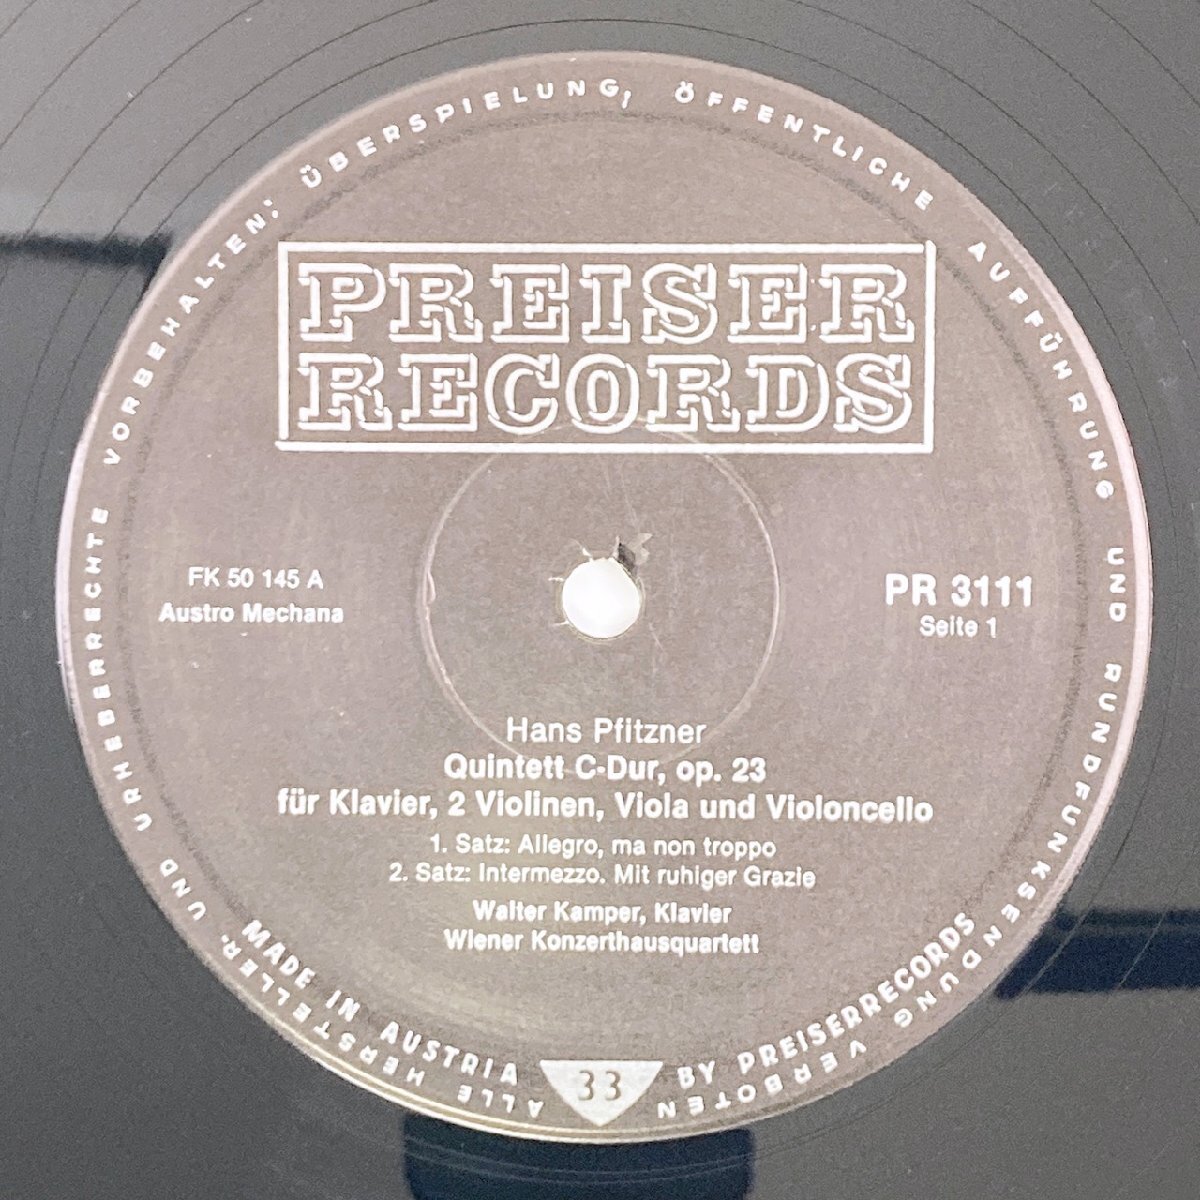 ALLE HERSTELLER- UND URHEBERRECHTE VORBEHALTEN; ÜBERSPIELUNG, ÖFFENTLICHE AUFFÜHRUNG UND RUNDFUNKSENDUNG VERBOTEN
PREISER
RECORDS
FK 50 145 A
Austro Mechana
PR 3111
Seite 1
Hans Pfitzner
Quintett C-Dur, op. 23
für Klavier, 2 Violinen, Viola und Violoncello
1. Satz: Allegro, ma non troppo
2. Satz: Intermezzo. Mit ruhiger Grazie
Walter Kamper, Klavier
Wiener Konzerthausquartett
MADE IN AUSTRIA
33
BY PREISERRECORDS